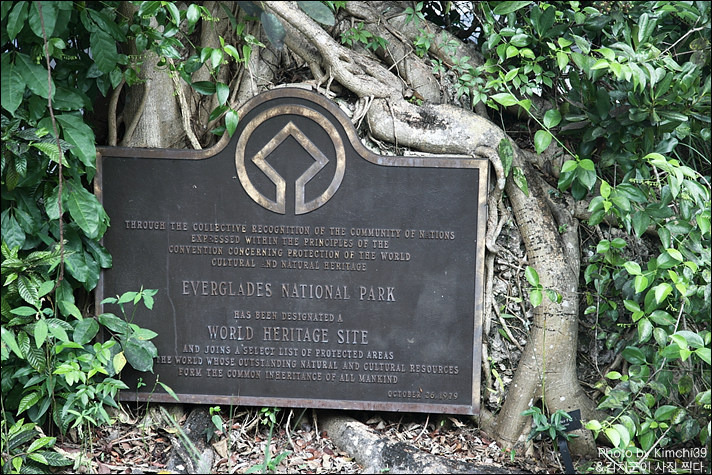 THROUGH THE COLLECTIVE RECOGNITION OF THE COMMUNITY OF NATIONS
EXPRESSED WITHIN THE PRINCIPLES OF THE
CONVENTION CONCERNING PROTECTION OF THE WORLD
CULTURAL AND NATURAL HERITAGE
EVERGLADES NATIONAL PARK
HAS BEEN DESIGNATED A
WORLD HERITAGE SITE
AND JOINS A SELECT LIST OF PROTECTED AREAS
THE WORLD WHOSE OUTSTANDING NATURAL AND CULTURAL RESOURCES
FORM THE COMMON INHERITANCE OF ALL MANKIND
OCTOBER 26, 1979
Photo by Kimchi39
&김치군이 사진 찍다.